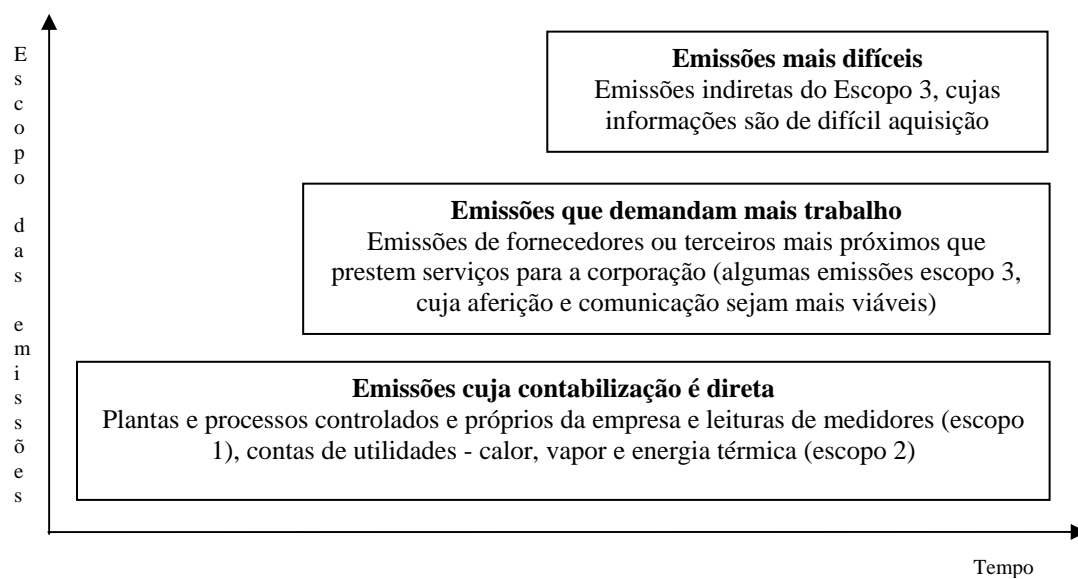 Escopo das emissões
Emissões mais difíceis
Emissões indiretas do Escopo 3, cujas
informações são de difícil aquisição
Emissões que demandam mais trabalho
Emissões de fornecedores ou terceiros mais próximos que
prestem serviços para a corporação (algumas emissões escopo 3,
cuja aferição e comunicação sejam mais viáveis)
Emissões cuja contabilização é direta
Plantas e processos controlados e próprios da empresa e leituras de medidores (escopo
1), contas de utilidades - calor, vapor e energia térmica (escopo 2)
Tempo